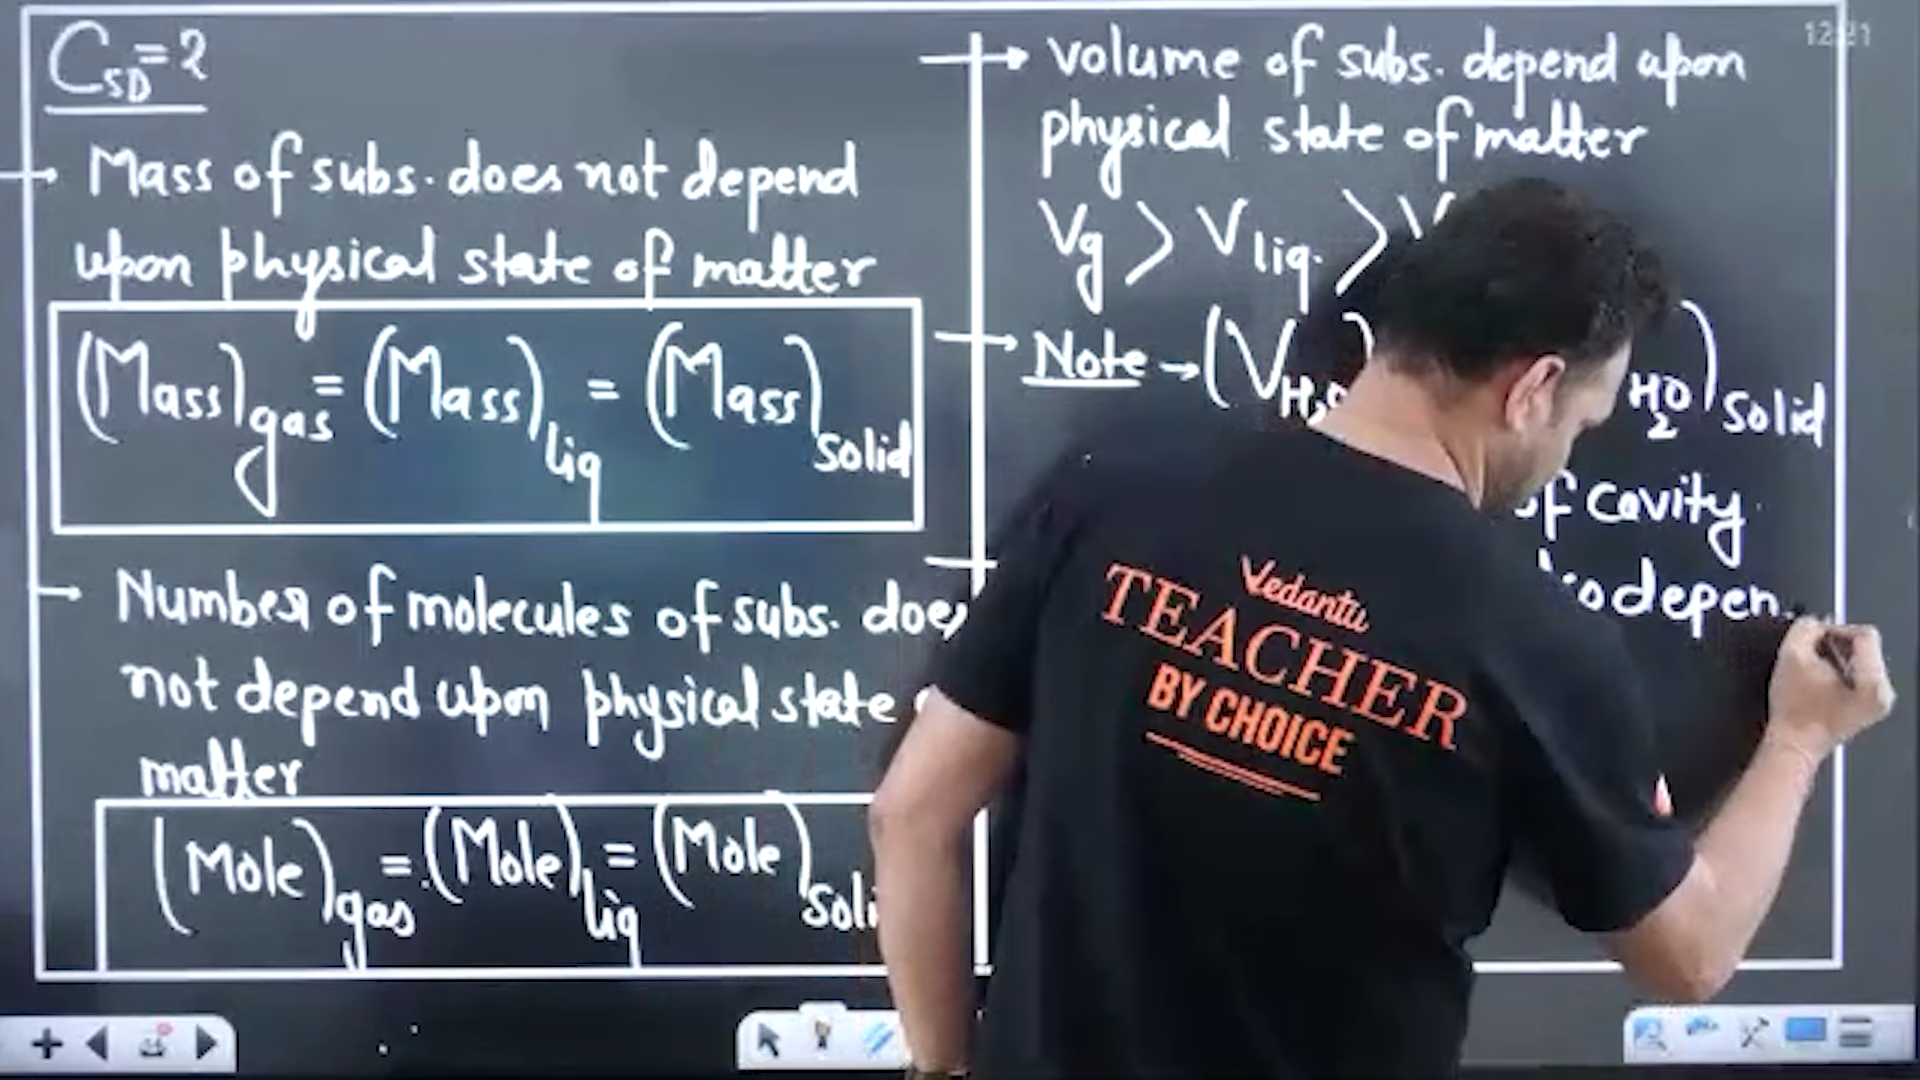 C_SD = 2
→ Mass of subs. does not depend
upon physical state of matter
(Mass)gas = (Mass)liq = (Mass)solid
→ Number of molecules of subs. does
not depend upon physical state
matter
(Mole)gas = (Mole)liq = (Mole)soli
12:21
→ volume of subs. depend upon
physical state of matter
Vg > Vliq. > V
→ Note → (VH₂O) H₂O)solid
of cavity
depen
Vedantu
TEACHER
BY CHOICE